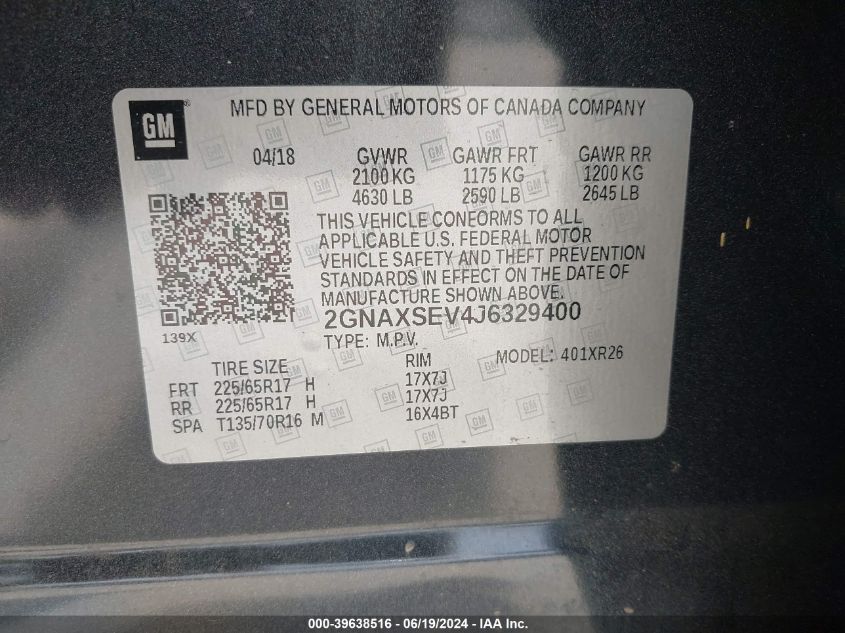 GM
MFD BY GENERAL MOTORS OF CANADA COMPANY
04/18 GVWR GAWR FRT GAWR RR
2100 KG 1175 KG 1200 KG
4630 LB 2590 LB 2645 LB
THIS VEHICLE CONFORMS TO ALL
APPLICABLE U.S. FEDERAL MOTOR
VEHICLE SAFETY AND THEFT PREVENTION
STANDARDS IN EFFECT ON THE DATE OF
MANUFACTURE SHOWN ABOVE.
2GNAXSEV4J6329400
139X
TYPE: M.P.V.
TIRE SIZE RIM MODEL: 401XR26
FRT 225/65R17 H 17X7J
RR 225/65R17 H 17X7J
SPA T135/70R16 M 16X4BT
000-39638516 - 06/19/2024 - © IAA Inc.